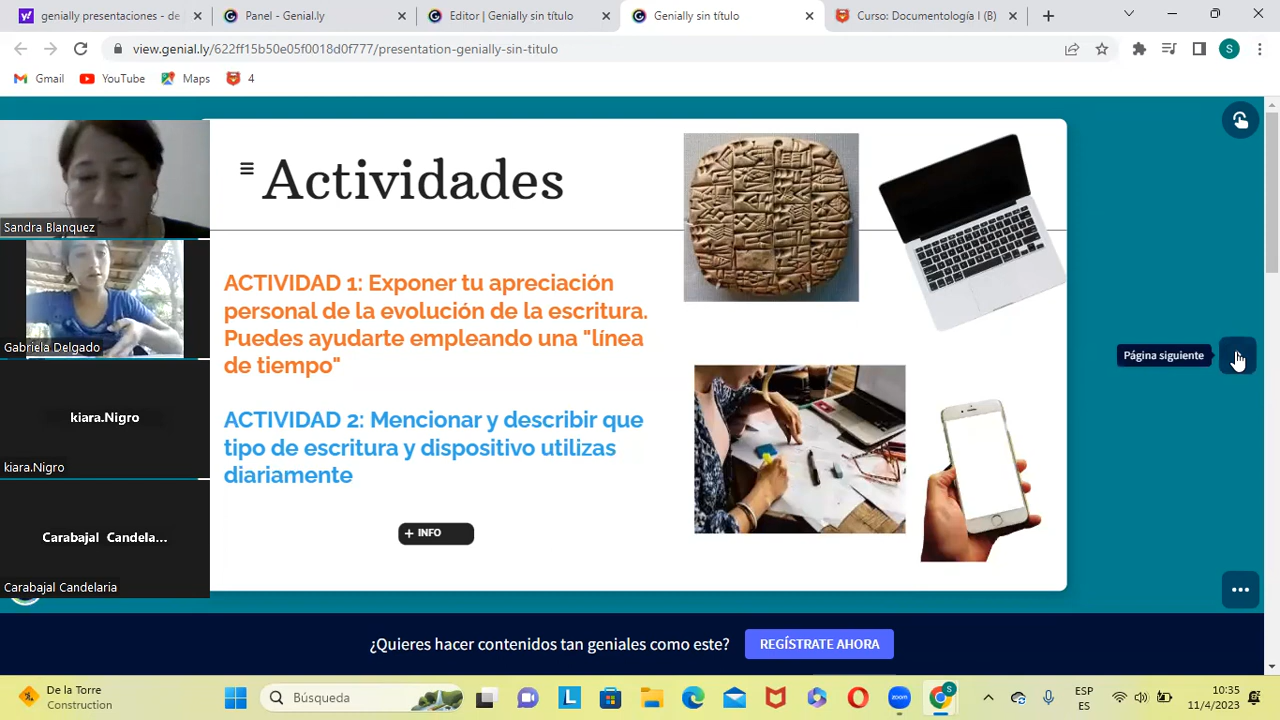 genially presentaciones - de
Panel - Genial.ly
Editor | Genially sin título
Genially sin título
Curso: Documentología I (B)
view.genial.ly/622ff15b50e05f0018d0f777/presentation-genially-sin-titulo
S
Gmail
YouTube
Maps
4
Actividades
Sandra Blanquez
ACTIVIDAD 1: Exponer tu apreciación
personal de la evolución de la escritura.
Puedes ayudarte empleando una "línea
de tiempo"
Gabriela Delgado
Página siguiente
ACTIVIDAD 2: Mencionar y describir que
tipo de escritura y dispositivo utilizas
diariamente
kiara.Nigro
kiara.Nigro
+ INFO
Carabajal Candela...
Carabajal Candelaria
¿Quieres hacer contenidos tan geniales como este?
REGÍSTRATE AHORA
De la Torre
Construction
Búsqueda
L
zoom
S
ESP
ES
10:35
11/4/2023